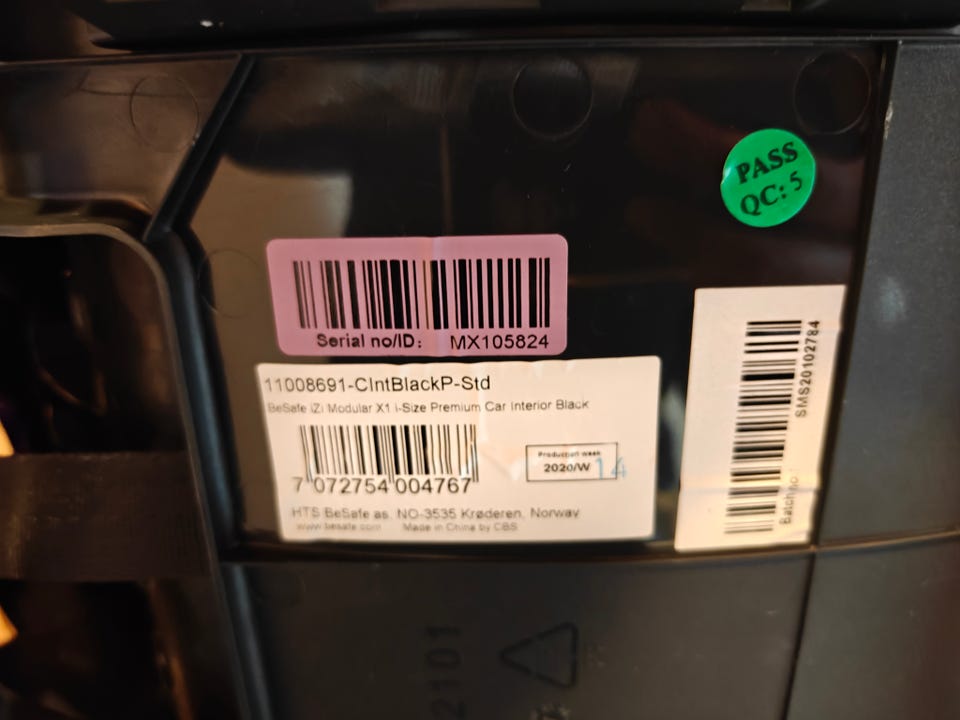 PASS
QC: 5
Serial no/ID: MX105824
11008691-CIntBlackP-Std
BeSafe iZi Modular X1 i-Size Premium Car Interior Black
Production week
2020/W 14
7 072754 004767
HTS BeSafe as, NO-3535 Krøderen, Norway
www.besafe.com Made in China by CBS
Batch no:
SMS20102784
2101